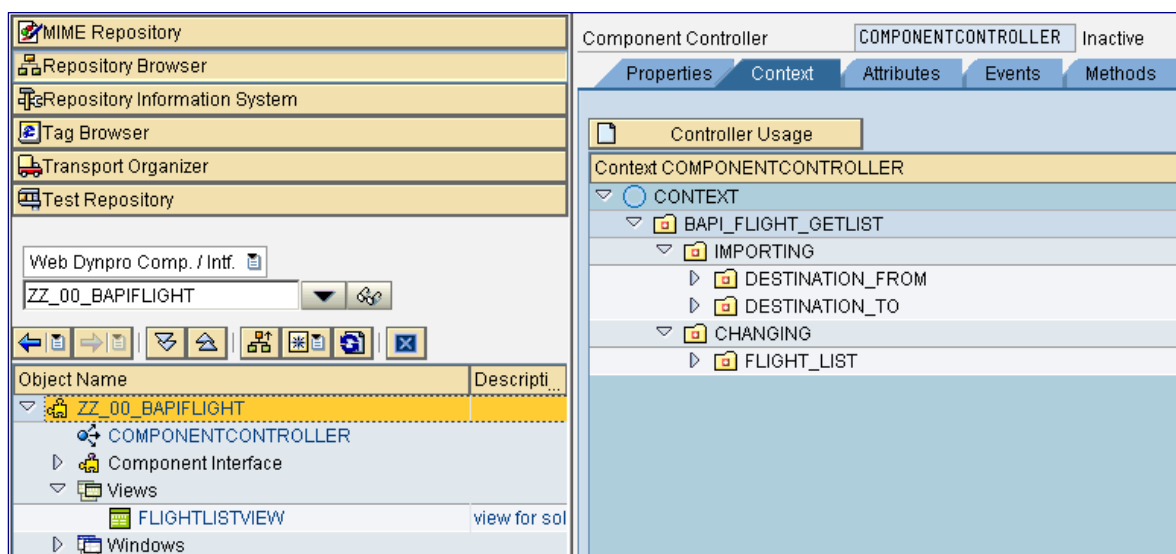 MIME Repository
Repository Browser
Repository Information System
Tag Browser
Transport Organizer
Test Repository
Web Dynpro Comp. / Intf.
ZZ_00_BAPIFLIGHT
Object Name Descripti...
ZZ_00_BAPIFLIGHT
COMPONENTCONTROLLER
Component Interface
Views
FLIGHTLISTVIEW view for sol
Windows
Component Controller COMPONENTCONTROLLER Inactive
Properties Context Attributes Events Methods
Controller Usage
Context COMPONENTCONTROLLER
CONTEXT
BAPI_FLIGHT_GETLIST
IMPORTING
DESTINATION_FROM
DESTINATION_TO
CHANGING
FLIGHT_LIST